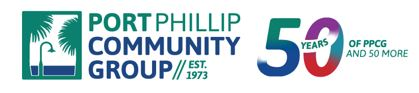 PORT PHILLIP
COMMUNITY
GROUP // EST.
1973
50 YEARS
OF PPCG
AND 50 MORE